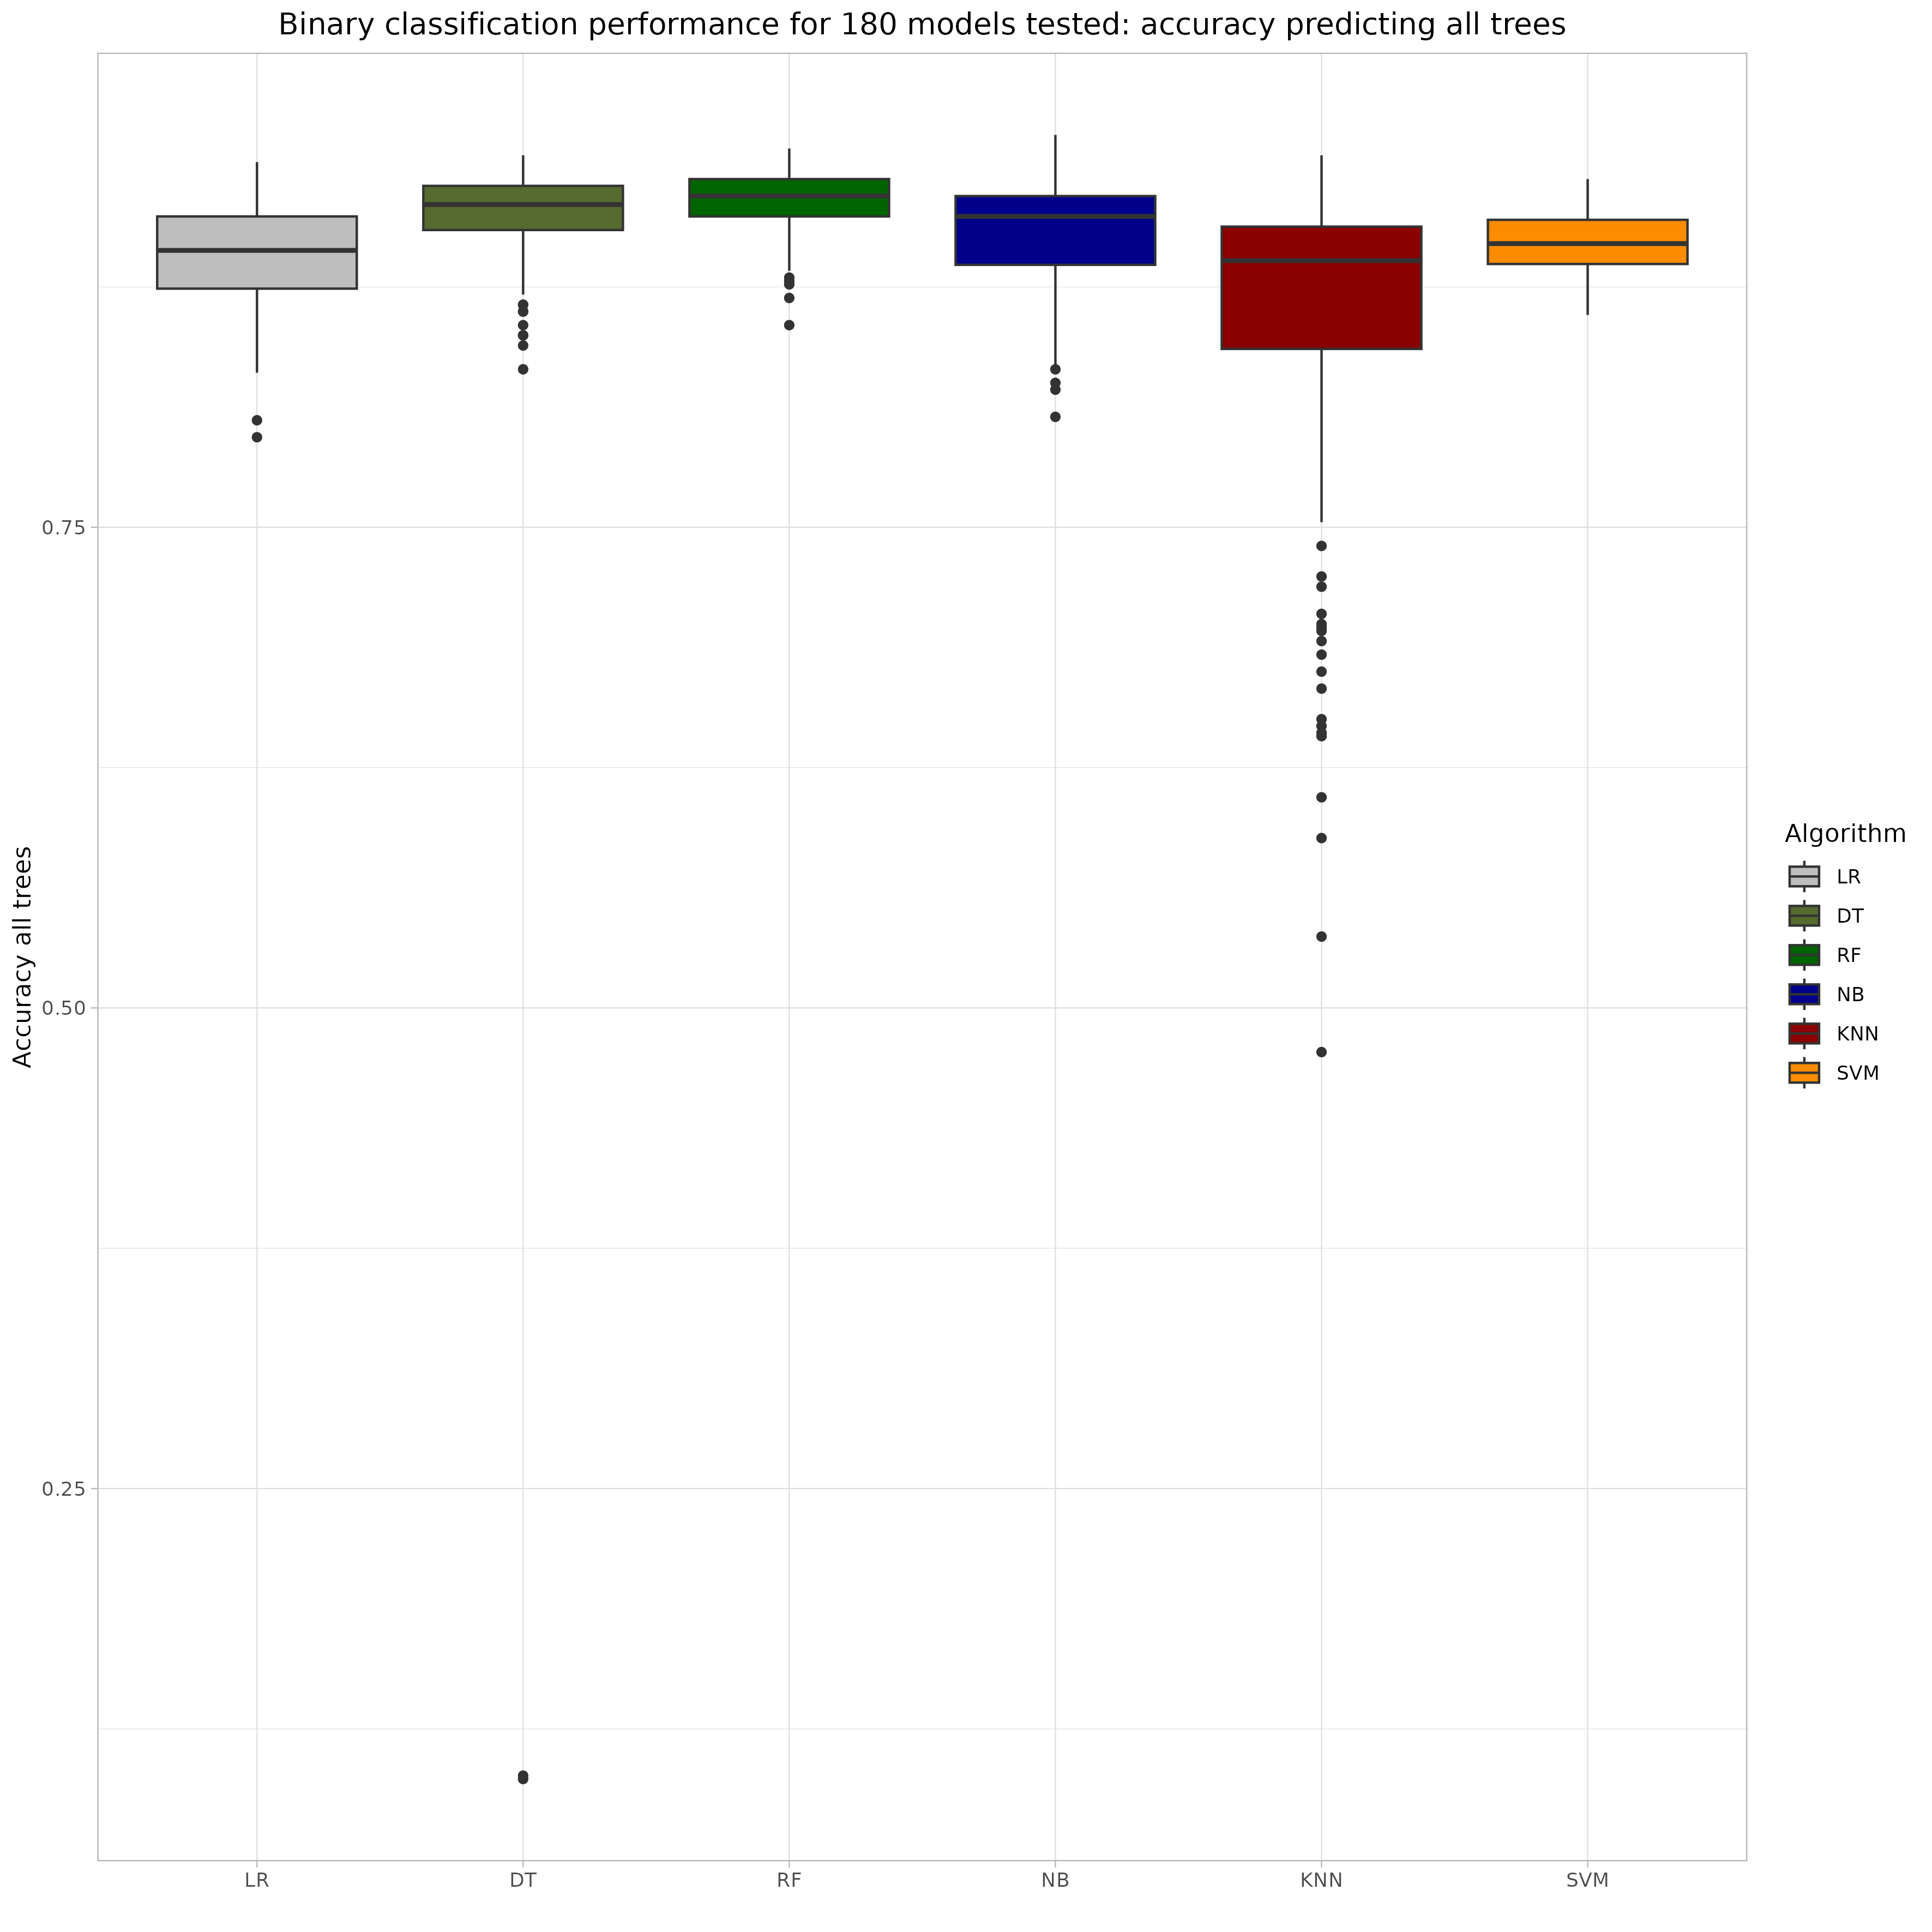 Binary classification performance for 180 models tested: accuracy predicting all trees
Accuracy all trees
0.75
0.50
0.25
LR
DT
RF
NB
KNN
SVM
Algorithm
LR
DT
RF
NB
KNN
SVM